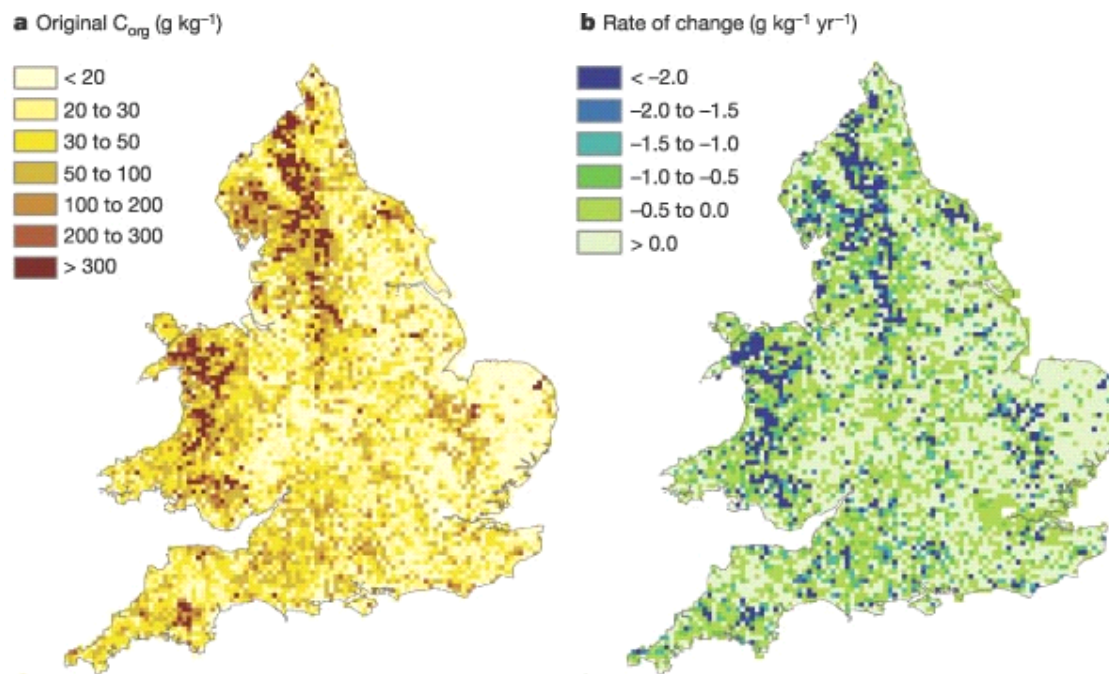 a Original Corg (g kg⁻¹)
< 20
20 to 30
30 to 50
50 to 100
100 to 200
200 to 300
> 300
b Rate of change (g kg⁻¹ yr⁻¹)
< –2.0
–2.0 to –1.5
–1.5 to –1.0
–1.0 to –0.5
–0.5 to 0.0
> 0.0